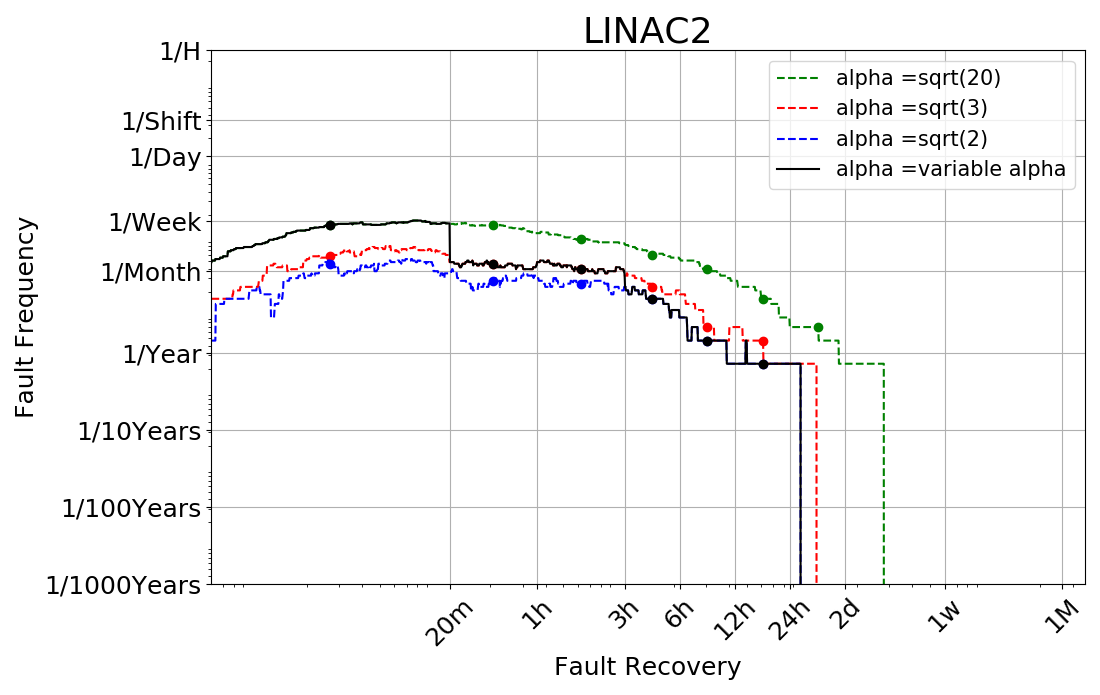 LINAC2
1/H
1/Shift
1/Day
1/Week
1/Month
1/Year
1/10Years
1/100Years
1/1000Years
Fault Frequency
alpha =sqrt(20)
alpha =sqrt(3)
alpha =sqrt(2)
alpha =variable alpha
20m
1h
3h
6h
12h
24h
2d
1w
1M
Fault Recovery